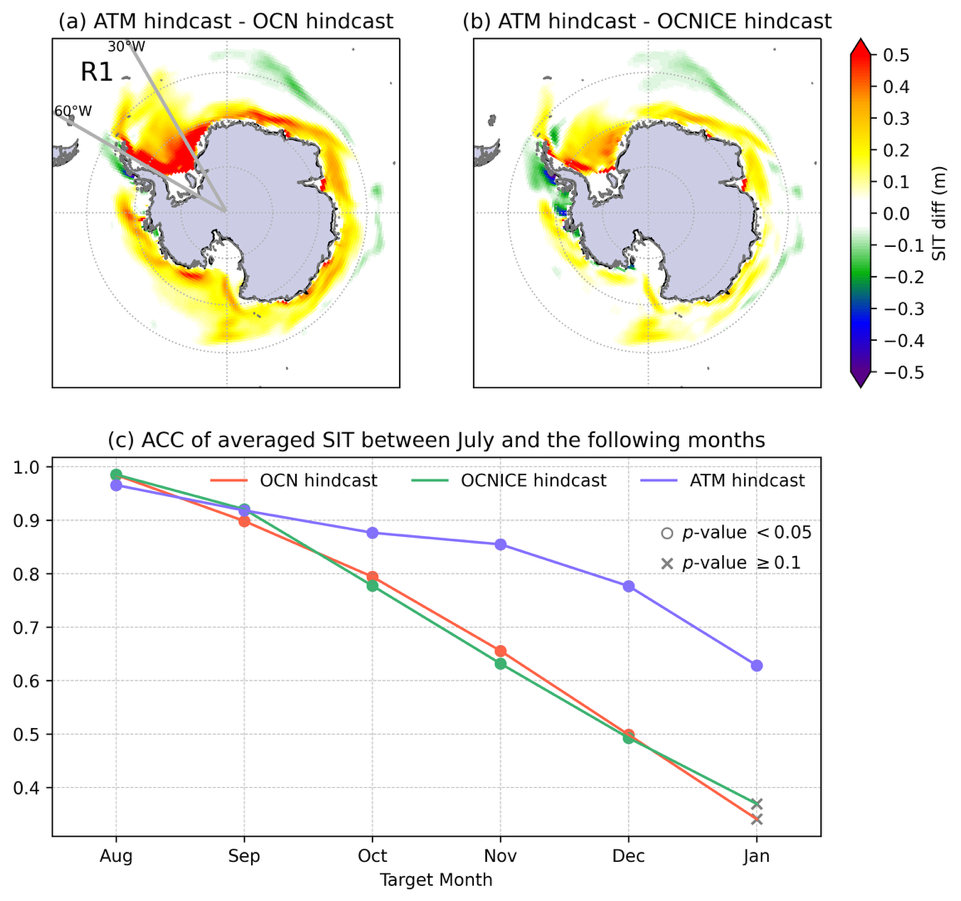 (a) ATM hindcast - OCN hindcast
(b) ATM hindcast - OCNICE hindcast
30°W
R1
60°W
0.5
0.4
0.3
0.2
0.1
0.0
−0.1
−0.2
−0.3
−0.4
−0.5
SIT diff (m)
(c) ACC of averaged SIT between July and the following months
OCN hindcast
OCNICE hindcast
ATM hindcast
p-value < 0.05
p-value ≥ 0.1
1.0
0.9
0.8
0.7
0.6
0.5
0.4
Aug
Sep
Oct
Nov
Dec
Jan
Target Month